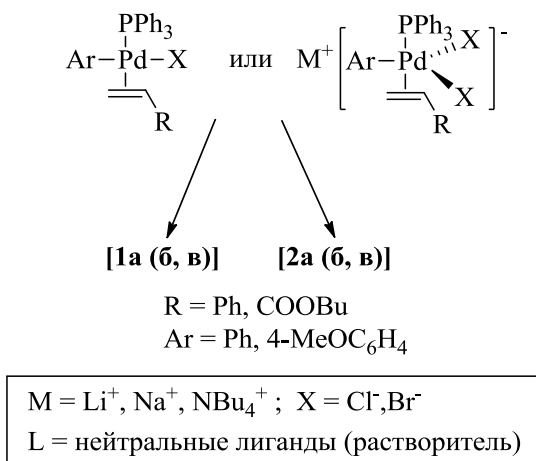 PPh3 PPh3
Ar-Pd-X или M+ [Ar-Pd X X]-
R R
[1а (б, в)] [2а (б, в)]
R = Ph, COOBu
Ar = Ph, 4-MeOC6H4
M = Li+, Na+, NBu4+ ; X = Cl-,Br-
L = нейтральные лиганды (растворитель)